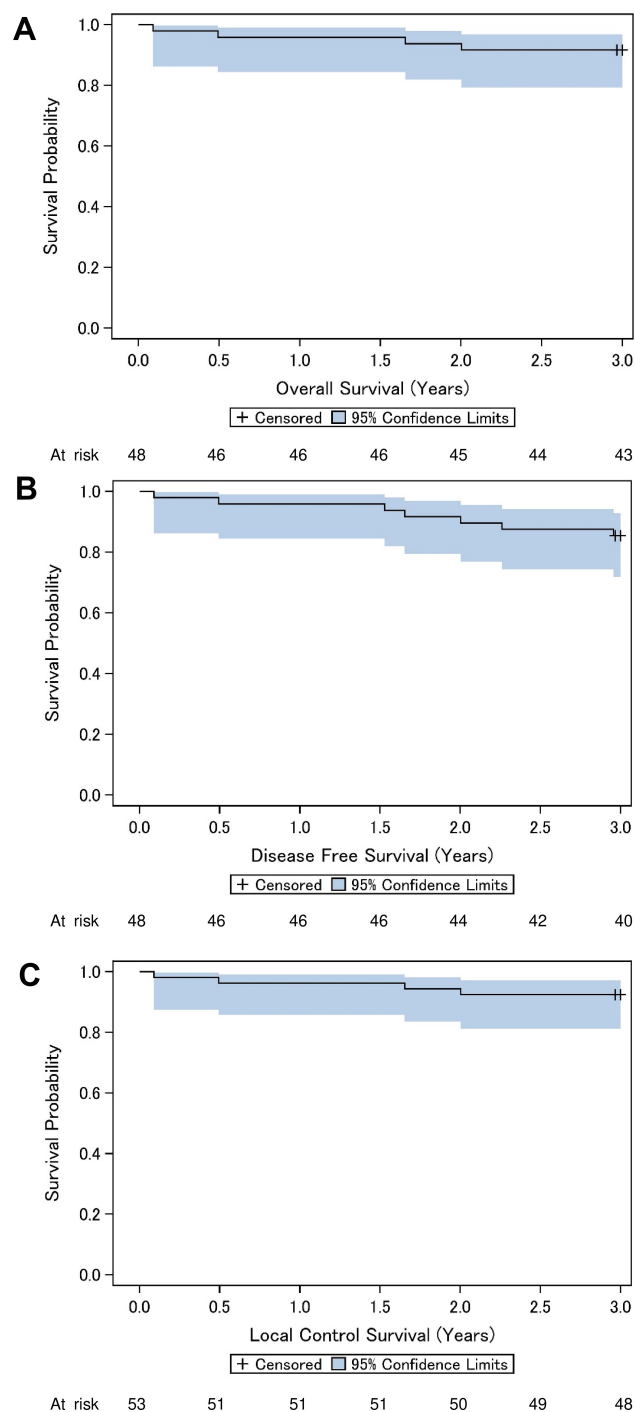 A
Survival Probability
1.0
0.8
0.6
0.4
0.2
0.0
0.0 0.5 1.0 1.5 2.0 2.5 3.0
Overall Survival (Years)
+ Censored 95% Confidence Limits
At risk 48 46 46 46 45 44 43
B
Survival Probability
1.0
0.8
0.6
0.4
0.2
0.0
0.0 0.5 1.0 1.5 2.0 2.5 3.0
Disease Free Survival (Years)
+ Censored 95% Confidence Limits
At risk 48 46 46 46 44 42 40
C
Survival Probability
1.0
0.8
0.6
0.4
0.2
0.0
0.0 0.5 1.0 1.5 2.0 2.5 3.0
Local Control Survival (Years)
+ Censored 95% Confidence Limits
At risk 53 51 51 51 50 49 48